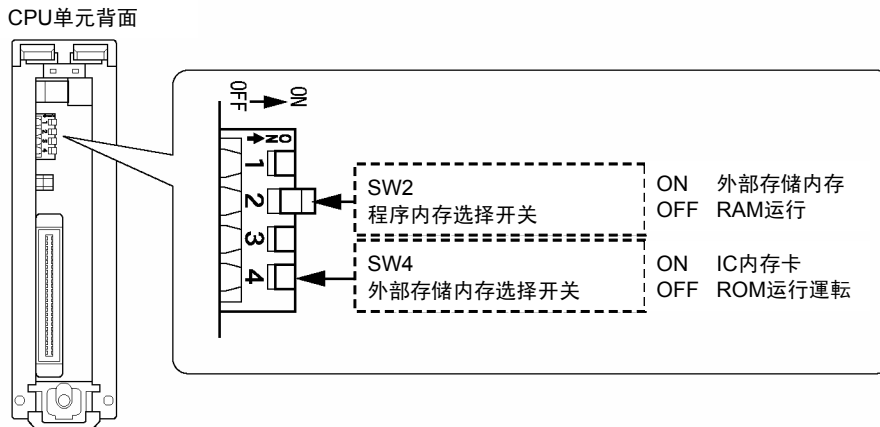 CPU单元背面
OFF → ON
ON
1
2
3
4
SW2
程序内存选择开关
ON 外部存储内存
OFF RAM运行
SW4
外部存储内存选择开关
ON IC内存卡
OFF ROM运行運転